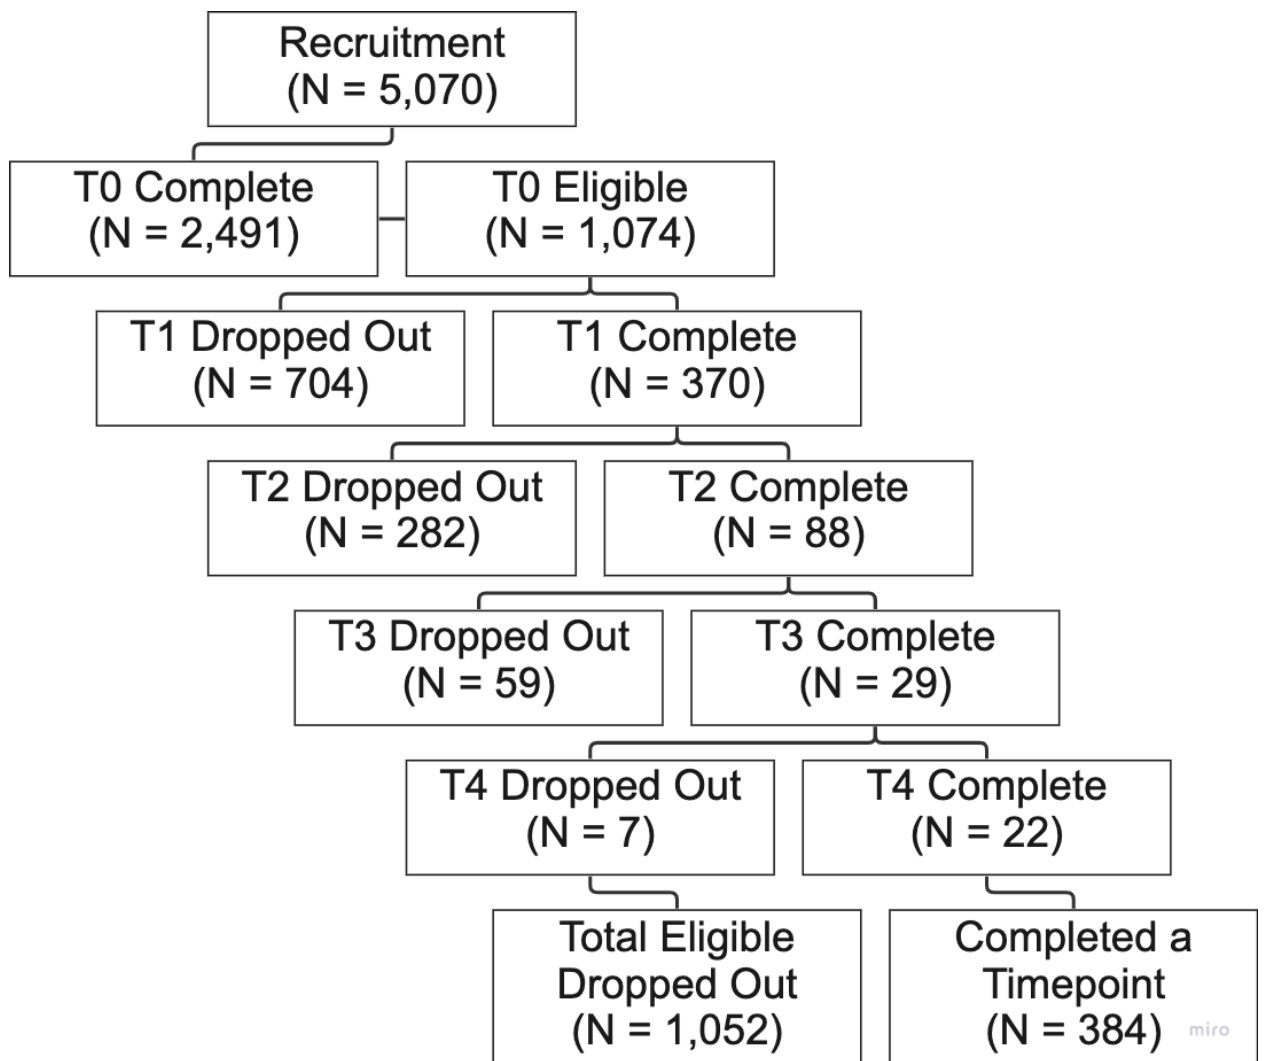 Recruitment
(N = 5,070)
T0 Complete
(N = 2,491)
T0 Eligible
(N = 1,074)
T1 Dropped Out
(N = 704)
T1 Complete
(N = 370)
T2 Dropped Out
(N = 282)
T2 Complete
(N = 88)
T3 Dropped Out
(N = 59)
T3 Complete
(N = 29)
T4 Dropped Out
(N = 7)
T4 Complete
(N = 22)
Total Eligible
Dropped Out
(N = 1,052)
Completed a
Timepoint
(N = 384)
miro